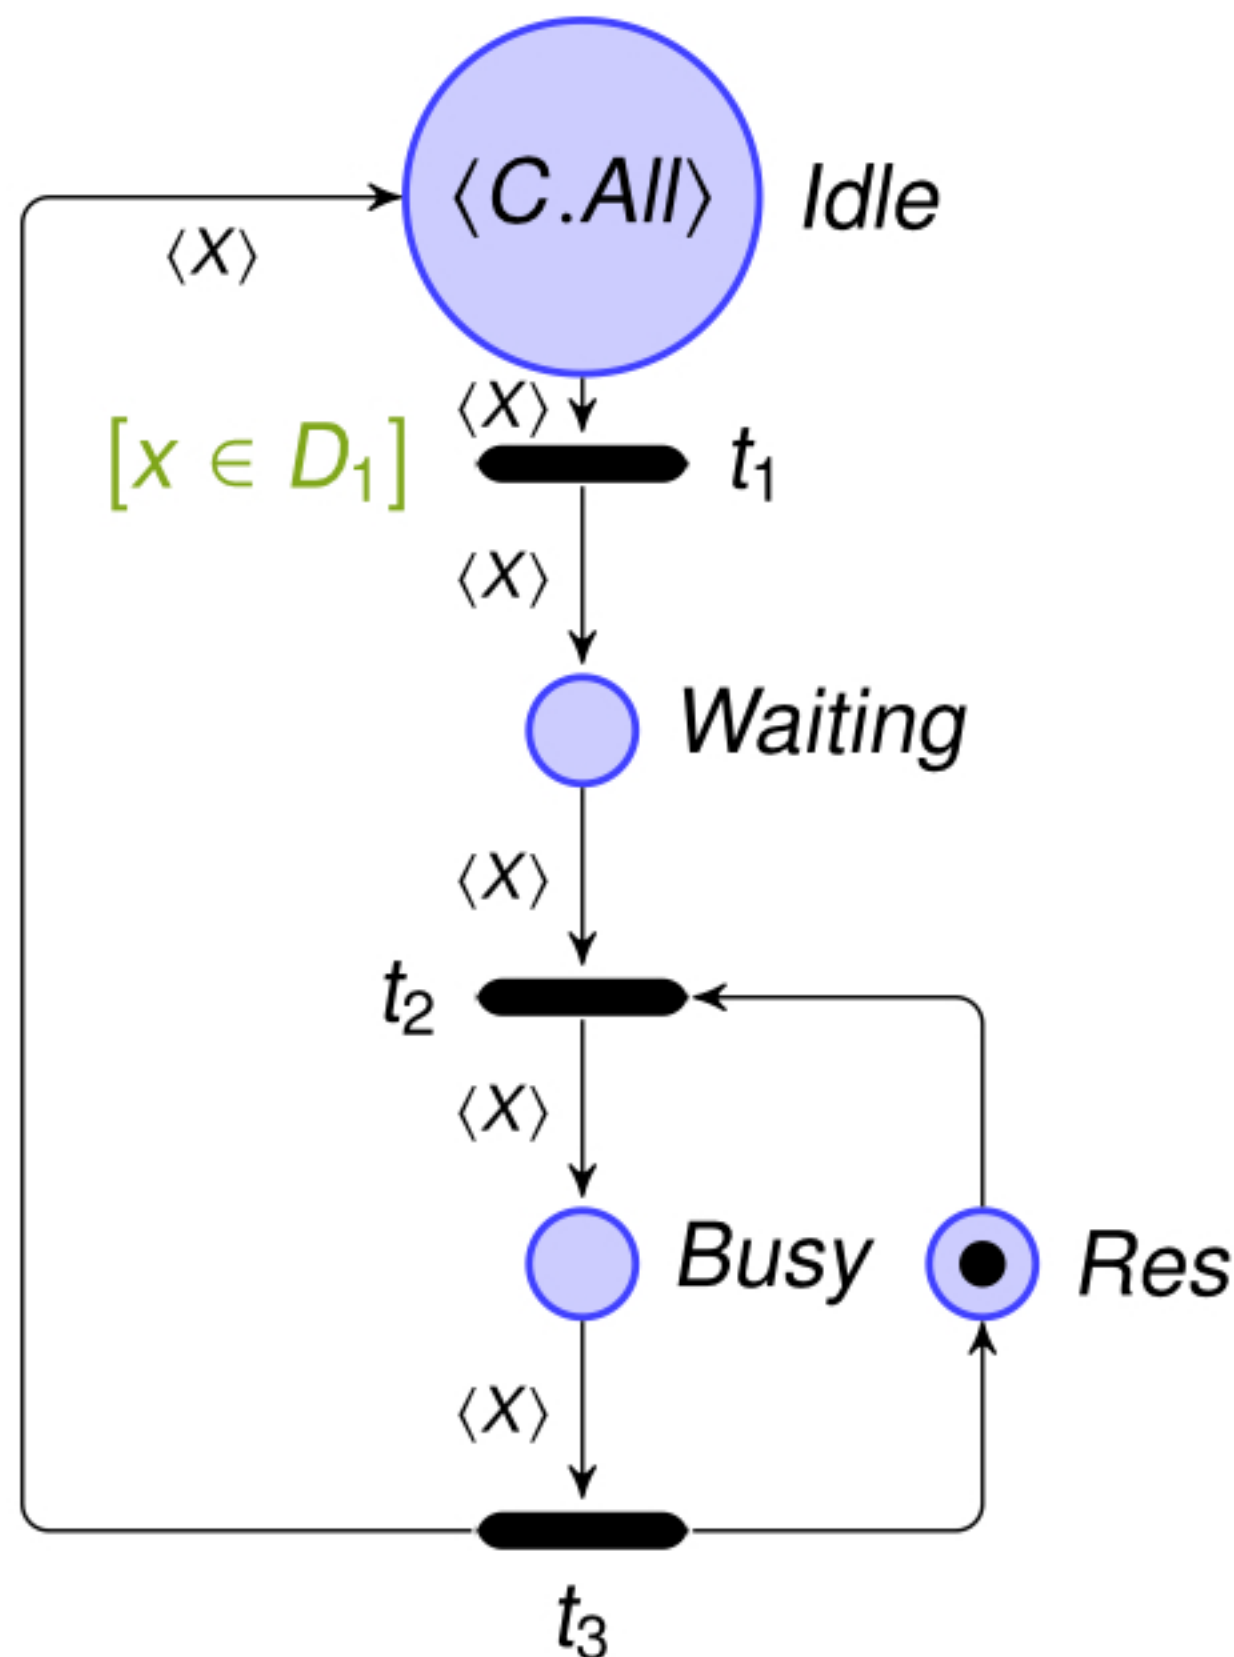 ⟨C.All⟩ Idle
⟨X⟩
⟨X⟩
[x ∈ D₁] t₁
⟨X⟩
Waiting
⟨X⟩
t₂
⟨X⟩
Busy Res
⟨X⟩
t₃